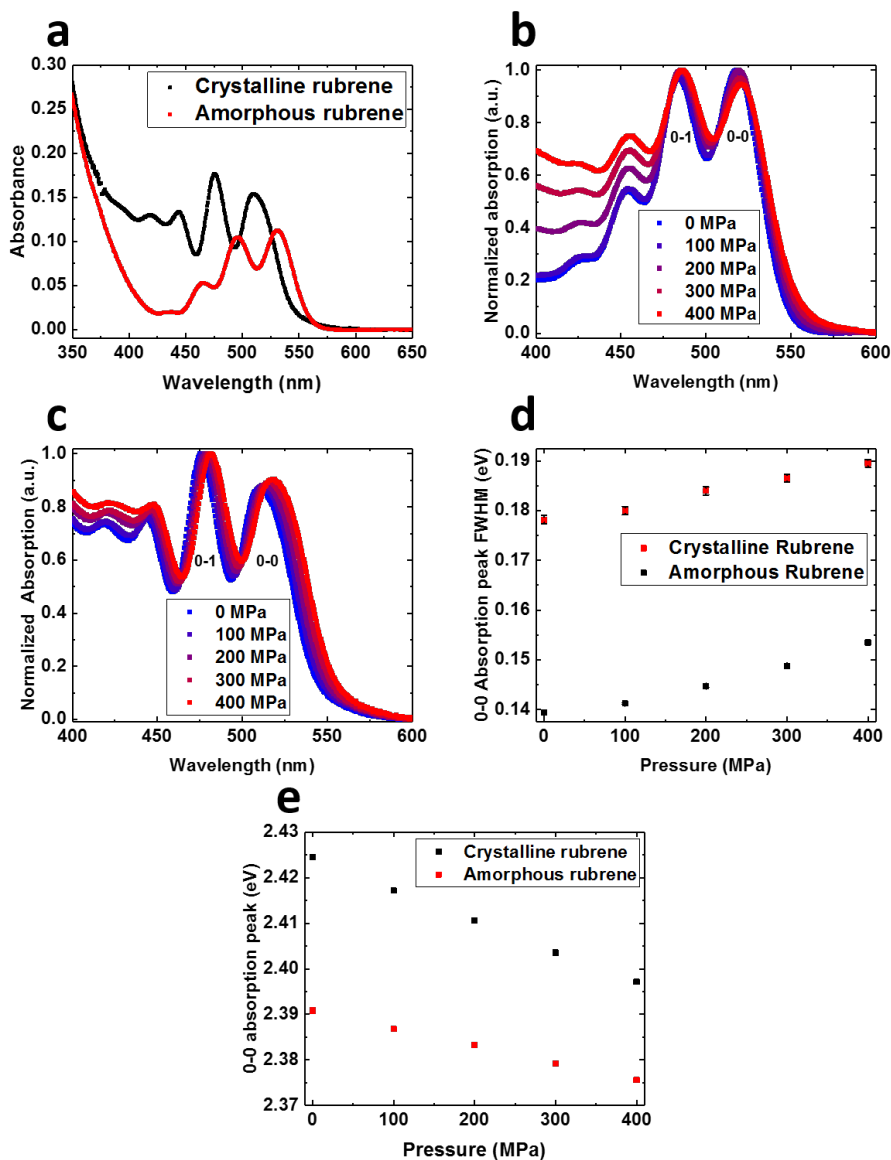 a
0.30
0.25
0.20
0.15
0.10
0.05
0.00
Absorbance
Crystalline rubrene
Amorphous rubrene
350 400 450 500 550 600 650
Wavelength (nm)
b
1.0
0.8
0.6
0.4
0.2
0.0
Normalized absorption (a.u.)
0-1 0-0
0 MPa
100 MPa
200 MPa
300 MPa
400 MPa
400 450 500 550 600
Wavelength (nm)
c
1.0
0.8
0.6
0.4
0.2
0.0
Normalized Absorption (a.u.)
0-1 0-0
0 MPa
100 MPa
200 MPa
300 MPa
400 MPa
400 450 500 550 600
Wavelength (nm)
d
0.19
0.18
0.17
0.16
0.15
0.14
0-0 Absorption peak FWHM (eV)
Crystalline Rubrene
Amorphous Rubrene
0 100 200 300 400
Pressure (MPa)
e
2.43
2.42
2.41
2.40
2.39
2.38
2.37
0-0 absorption peak (eV)
Crystalline rubrene
Amorphous rubrene
0 100 200 300 400
Pressure (MPa)